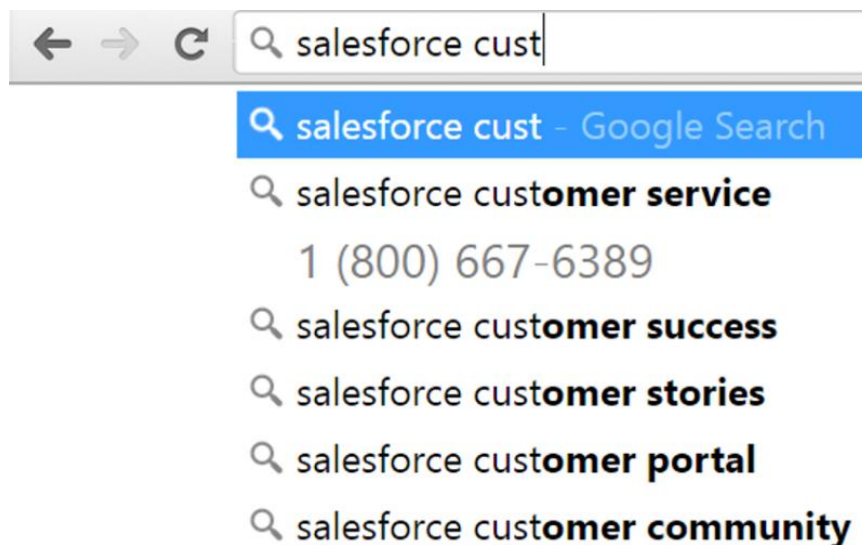 salesforce cust
salesforce cust - Google Search
salesforce customer service
1 (800) 667-6389
salesforce customer success
salesforce customer stories
salesforce customer portal
salesforce customer community